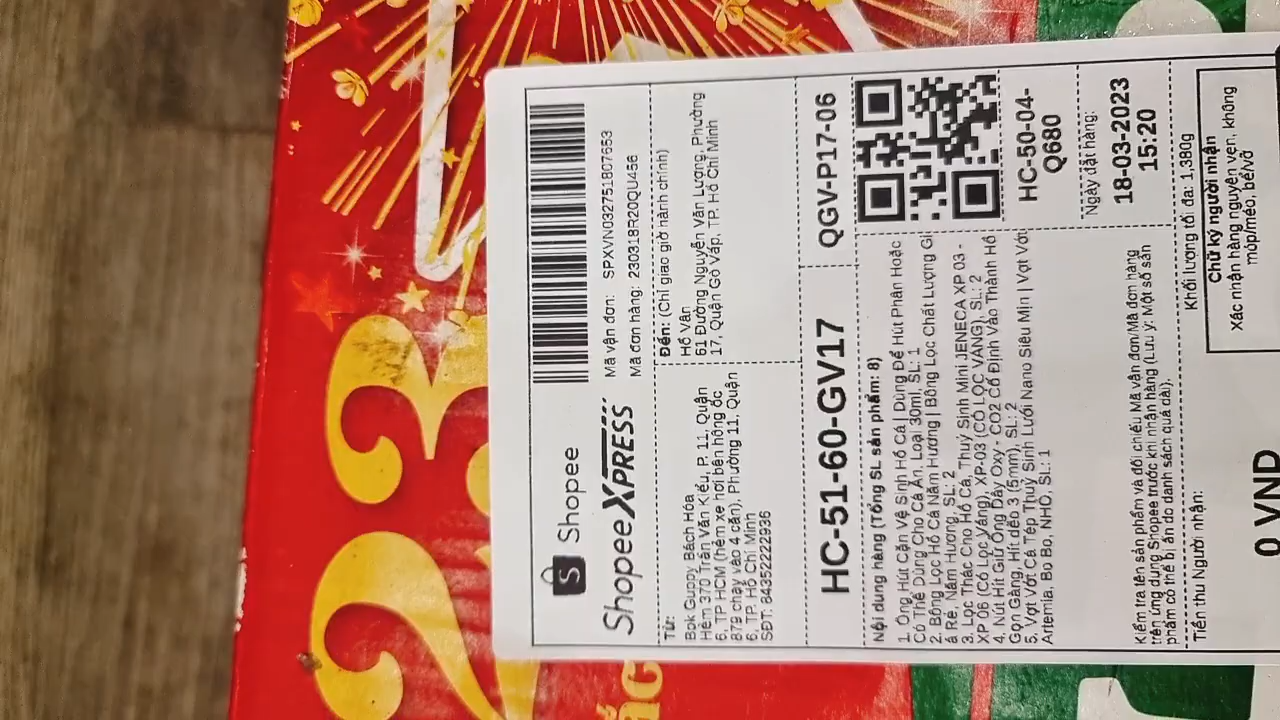 Shopee
Shopee XPRESS
Mã vận đơn: SPXVN032751807653
Mã đơn hàng: 230318R20QU456
Từ:
Bok Guppy Bách Hóa
Hẻm 370 Trần Văn Kiểu, P. 11, Quận
6, TP HCM (hẻm xe hơi bên hông ốc
879 chạy vào 4 căn), Phường 11, Quận
6, TP. Hồ Chí Minh
SĐT: 84352222936
Đến: (Chỉ giao giờ hành chính)
Hồ Vân
61 Đường Nguyễn Văn Lượng, Phường
17, Quận Gò Vấp, TP. Hồ Chí Minh
HC-51-60-GV17
QGV-P17-06
Nội dung hàng (Tổng SL sản phẩm: 8)
1. Ống Hút Cặn Vệ Sinh Hồ Cá | Dùng Để Hút Phân Hoặc
Có Thể Dùng Cho Cá Ăn, Loại 30ml, SL: 1
2. Bông Lọc Hồ Cá Năm Hương | Bông Lọc Chất Lượng Gi
á Rẻ, Năm Hương, SL: 2
3. Lọc Thác Cho Hồ Cá, Thuỷ Sinh Mini JENECA XP 03 -
XP 06 (Có Lọc Váng), XP-03 (CÓ LỌC VÁNG), SL: 2
4. Nút Hít Giữ Ống Dây Oxy - CO2 Cố Định Vào Thành Hồ
Gọn Gàng, Hít dẻo 3 (5mm), SL: 2
5. Vợt Vớt Cá Tép Thuỷ Sinh Lưới Nano Siêu Mịn | Vợt Vớt
Artemia, Bo Bo, NHỎ, SL: 1
HC-50-04-
Q680
Ngày đặt hàng:
18-03-2023
15:20
Kiểm tra tên sản phẩm và đối chiếu Mã vận đơn/Mã đơn hàng
trên ứng dụng Shopee trước khi nhận hàng (Lưu ý: Một số sản
phẩm có thể bị ẩn do danh sách quá dài).
Tiền thu Người nhận:
0 VND
Khối lượng tối đa: 1,380g
Chữ ký người nhận
Xác nhận hàng nguyên vẹn, không
móp/méo, bể/vỡ
23